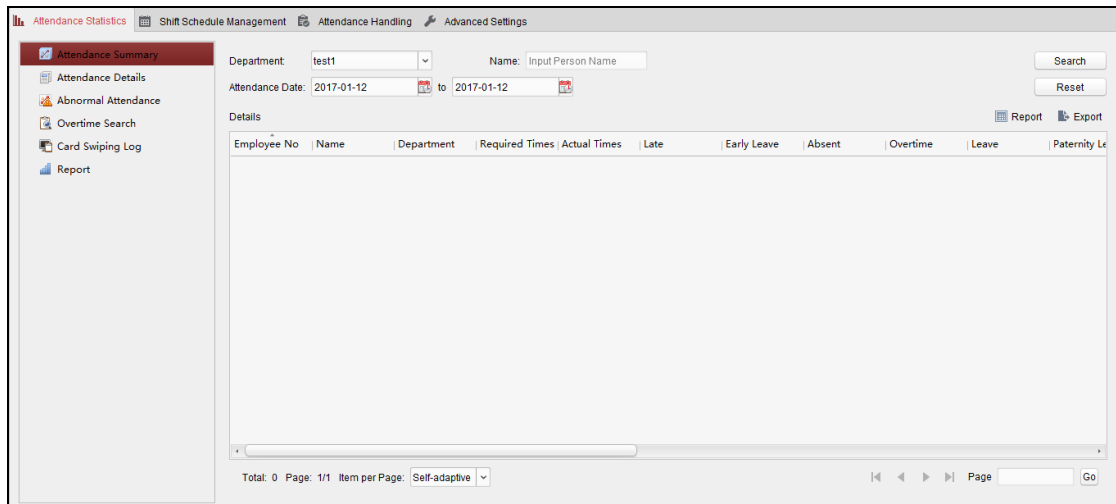 Attendance Statistics Shift Schedule Management Attendance Handling Advanced Settings
Attendance Summary
Attendance Details
Abnormal Attendance
Overtime Search
Card Swiping Log
Report
Department: test1 Name: Input Person Name Search
Attendance Date: 2017-01-12 to 2017-01-12 Reset
Details Report Export
Employee No Name Department Required Times Actual Times Late Early Leave Absent Overtime Leave Paternity Le
Total: 0 Page: 1/1 Item per Page: Self-adaptive Page Go